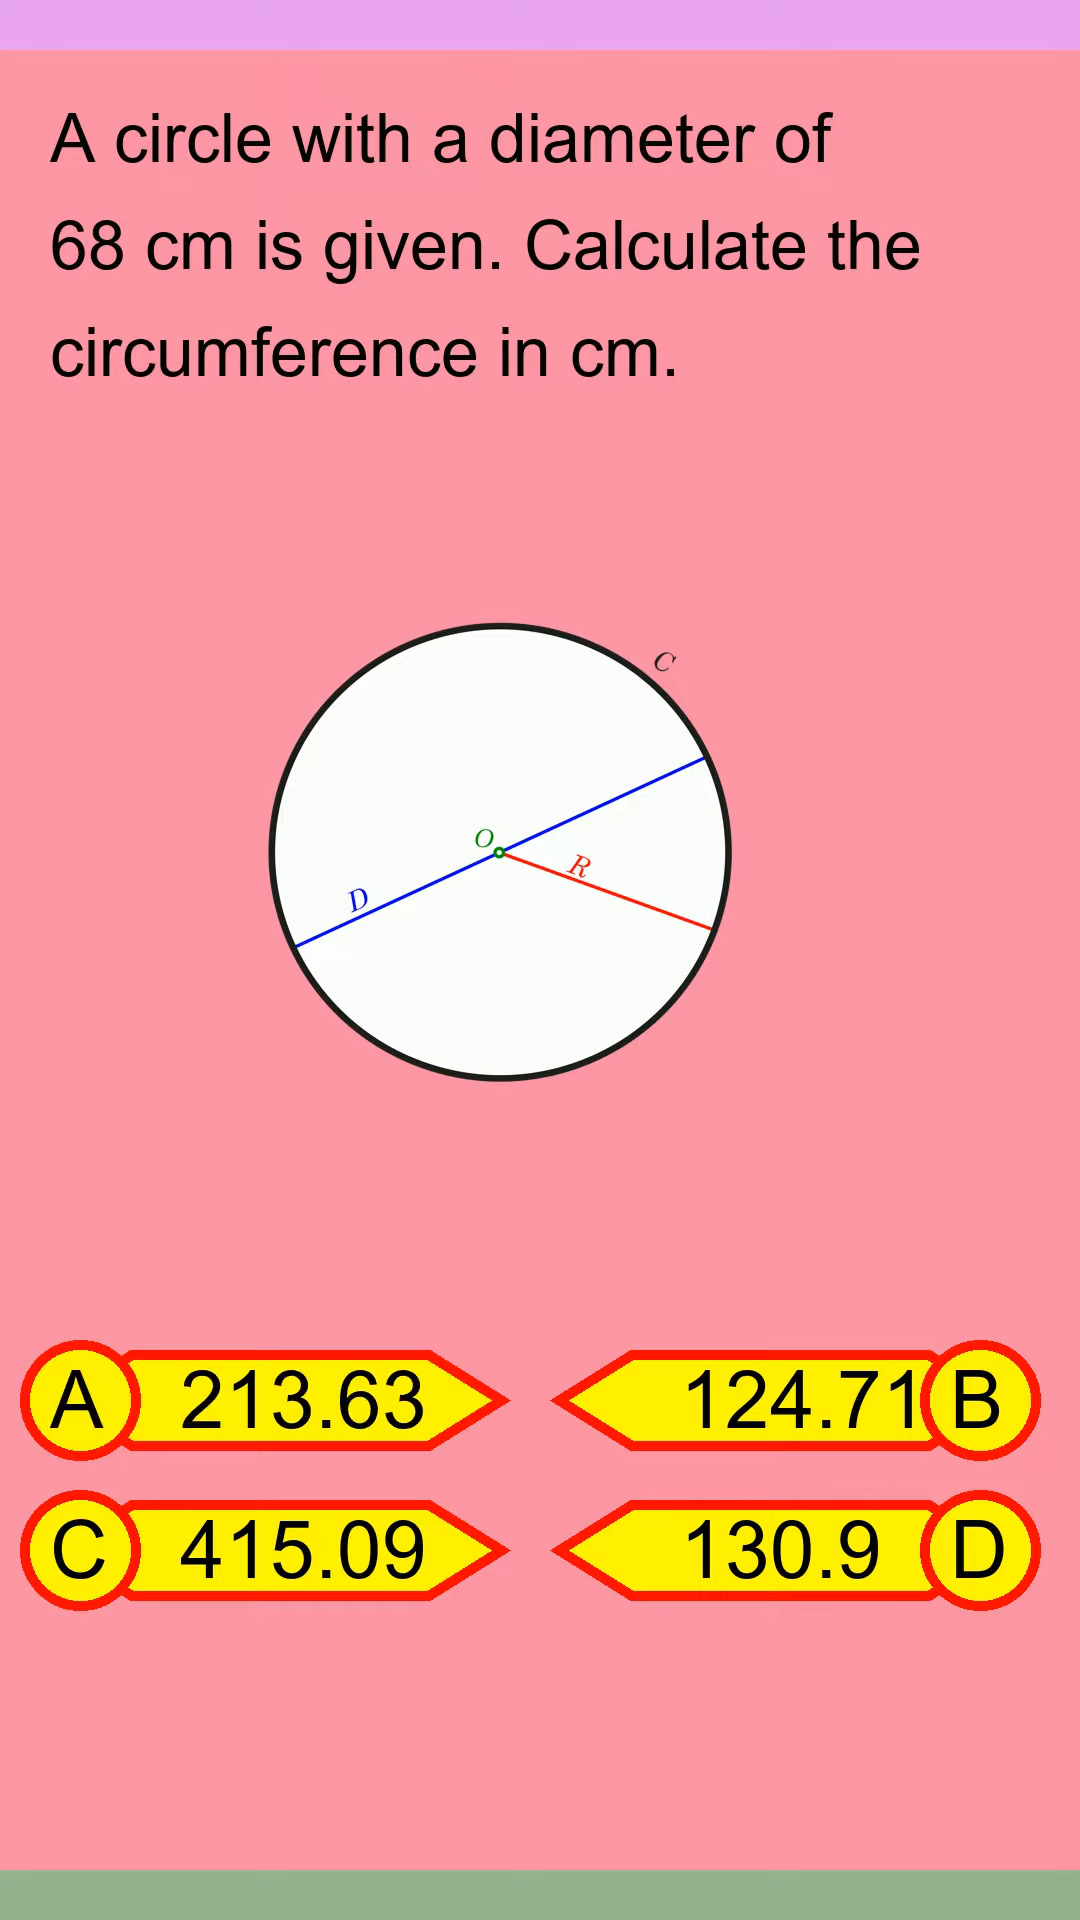 A circle with a diameter of
68 cm is given. Calculate the
circumference in cm.
C
O
R
D
A 213.63
124.71 B
C 415.09
130.9 D